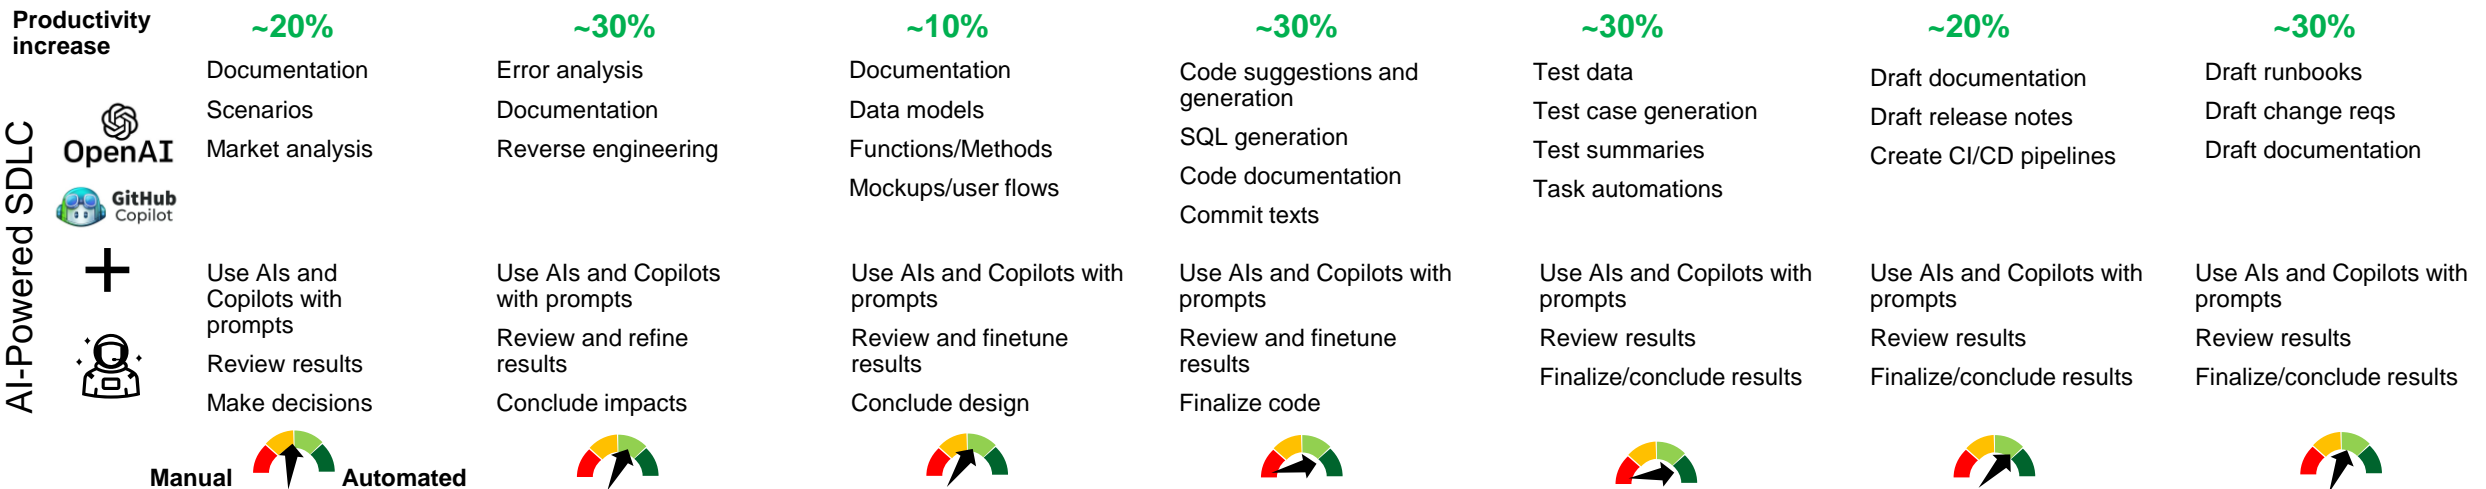 Productivity
increase
~20%
~30%
~10%
~30%
~30%
~20%
~30%
AI-Powered SDLC
OpenAI
GitHub
Copilot
Documentation
Scenarios
Market analysis
Error analysis
Documentation
Reverse engineering
Documentation
Data models
Functions/Methods
Mockups/user flows
Code suggestions and
generation
SQL generation
Code documentation
Commit texts
Test data
Test case generation
Test summaries
Task automations
Draft documentation
Draft release notes
Create CI/CD pipelines
Draft runbooks
Draft change reqs
Draft documentation
+
Use AIs and
Copilots with
prompts
Review results
Make decisions
Use AIs and Copilots
with prompts
Review and refine
results
Conclude impacts
Use AIs and Copilots with
prompts
Review and finetune
results
Conclude design
Use AIs and Copilots with
prompts
Review and finetune
results
Finalize code
Use AIs and Copilots with
prompts
Review results
Finalize/conclude results
Use AIs and Copilots with
prompts
Review results
Finalize/conclude results
Use AIs and Copilots with
prompts
Review results
Finalize/conclude results
Manual
Automated